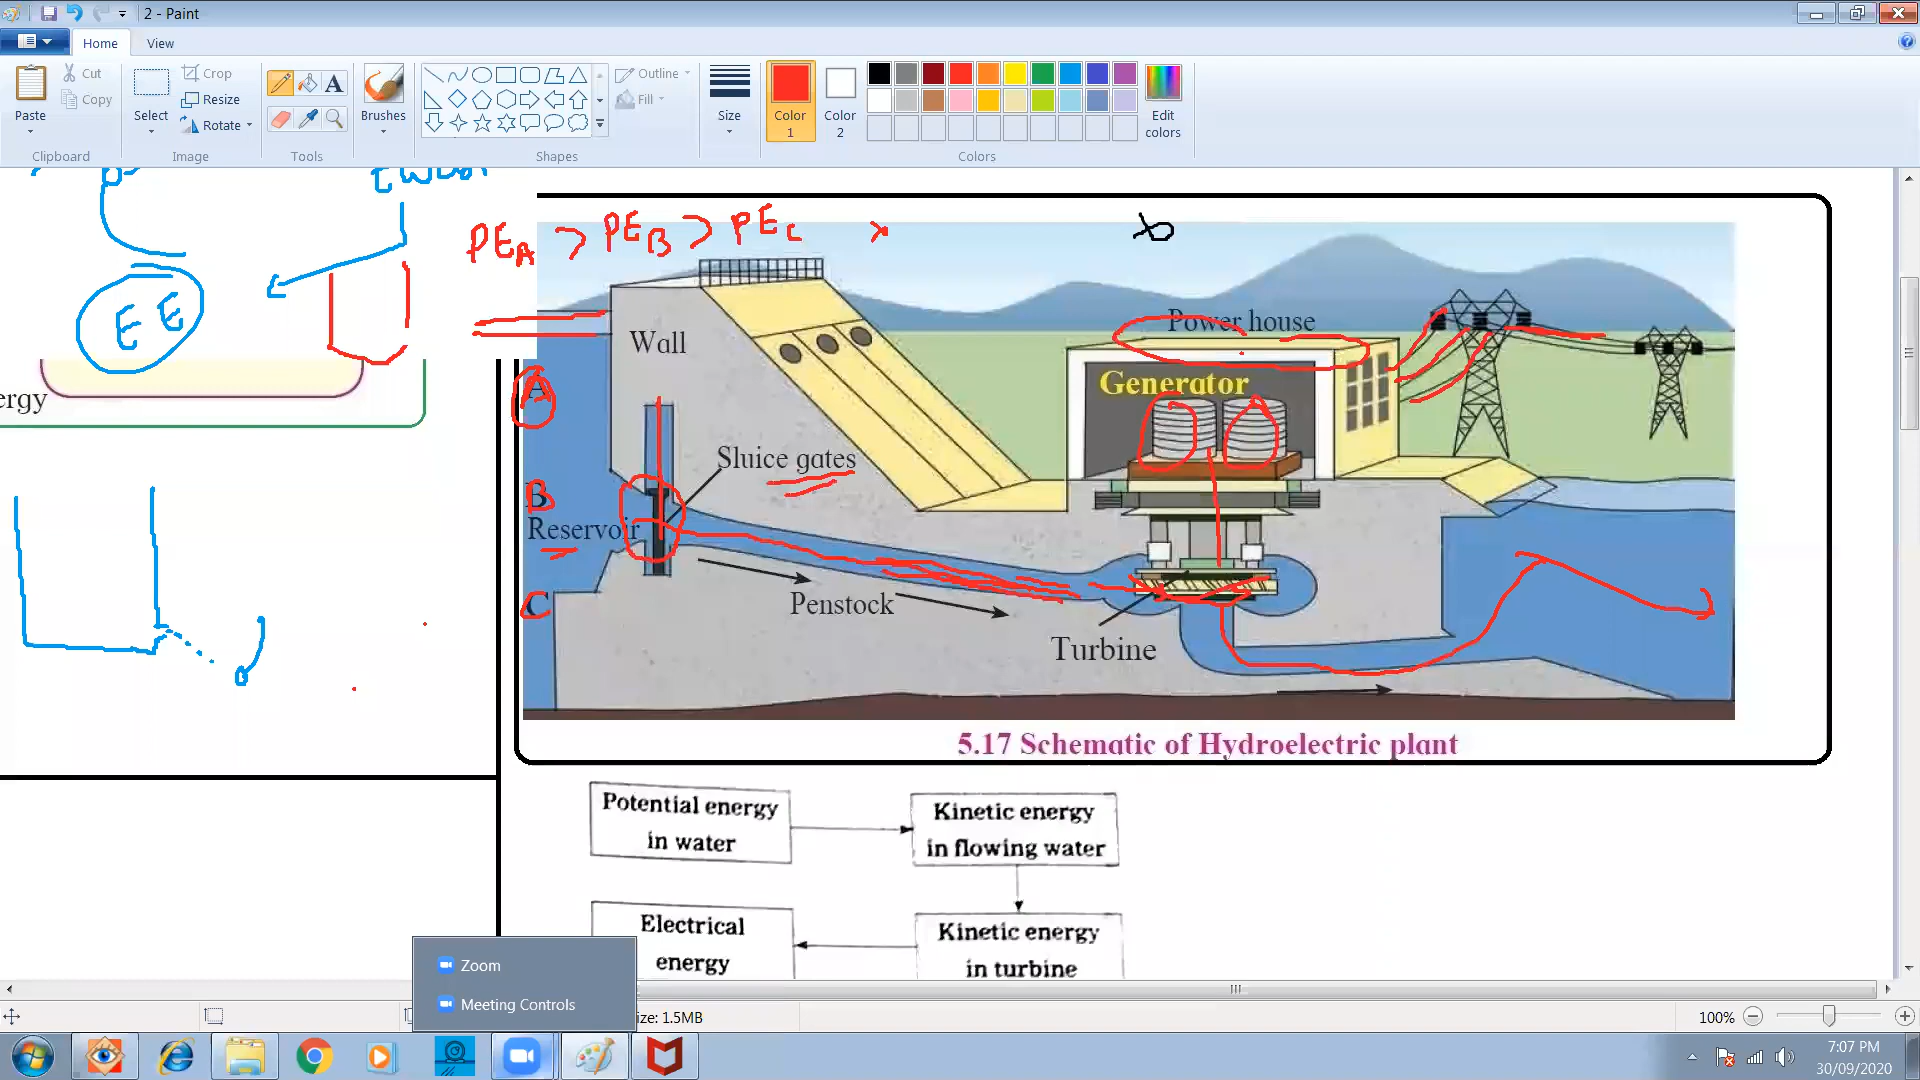 2 - Paint
Home
View
Paste
Cut
Copy
Clipboard
Select
Crop
Resize
Rotate
Image
Tools
Brushes
Outline
Fill
Shapes
Size
Color 1
Color 2
Edit colors
Colors
PEA > PEB > PEC
EE
ergy
A
B
C
Wall
Sluice gates
Reservoir
Penstock
Turbine
Power house
Generator
5.17 Schematic of Hydroelectric plant
Potential energy
in water
Kinetic energy
in flowing water
Electrical
energy
Kinetic energy
in turbine
Zoom
Meeting Controls
ize: 1.5MB
100%
7:07 PM
30/09/2020